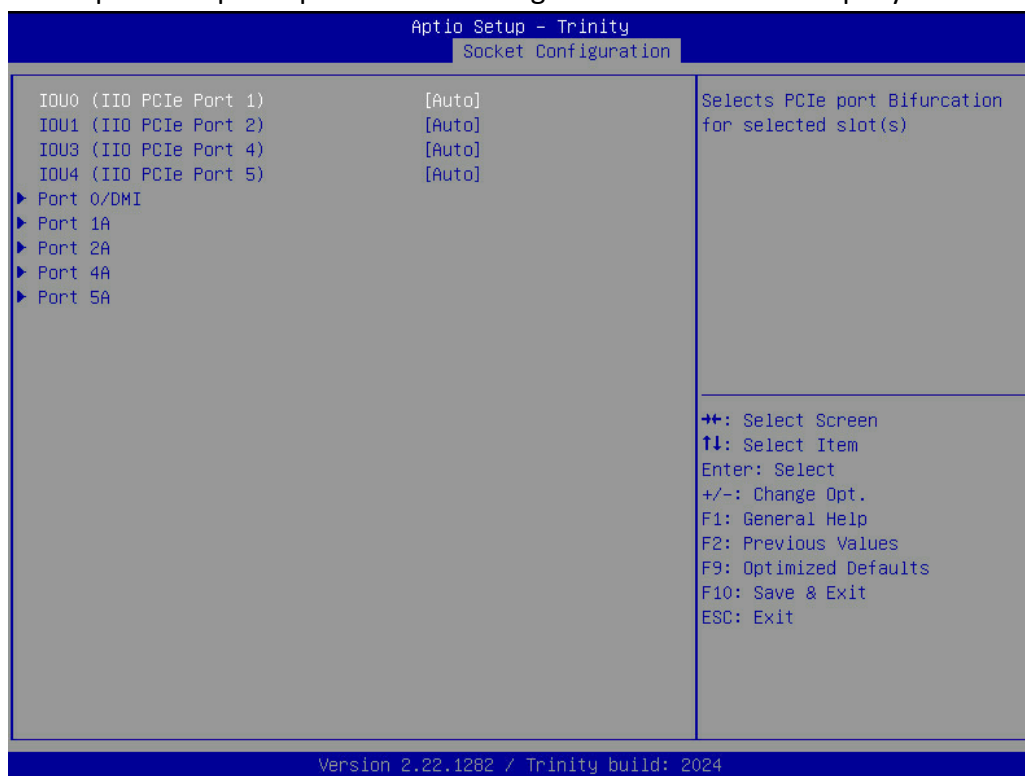 Aptio Setup – Trinity
Socket Configuration
IOU0 (IIO PCIe Port 1) [Auto]
IOU1 (IIO PCIe Port 2) [Auto]
IOU3 (IIO PCIe Port 4) [Auto]
IOU4 (IIO PCIe Port 5) [Auto]
Port 0/DMI
Port 1A
Port 2A
Port 4A
Port 5A
Selects PCIe port Bifurcation
for selected slot(s)
→←: Select Screen
↑↓: Select Item
Enter: Select
+/-: Change Opt.
F1: General Help
F2: Previous Values
F9: Optimized Defaults
F10: Save & Exit
ESC: Exit
Version 2.22.1282 / Trinity build: 2024